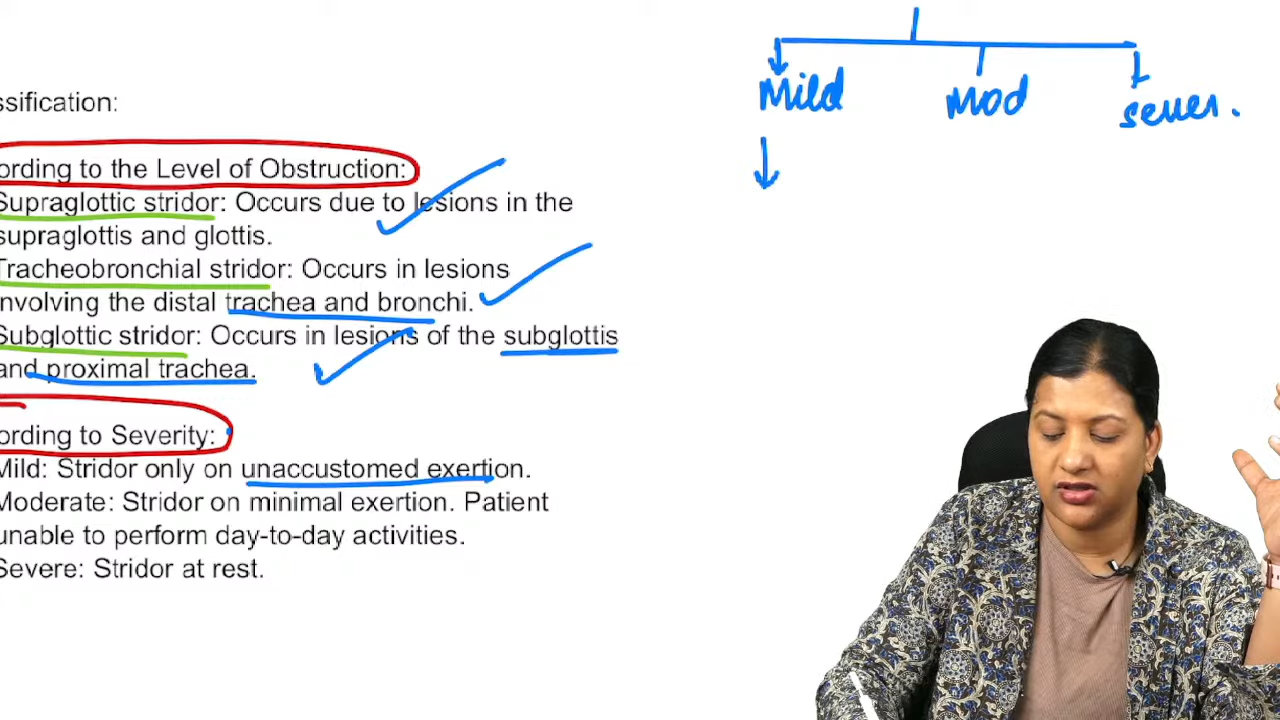 ssification:
ording to the Level of Obstruction:
Supraglottic stridor: Occurs due to lesions in the
supraglottis and glottis.
Tracheobronchial stridor: Occurs in lesions
involving the distal trachea and bronchi.
Subglottic stridor: Occurs in lesions of the subglottis
and proximal trachea.
ording to Severity:
Mild: Stridor only on unaccustomed exertion.
Moderate: Stridor on minimal exertion. Patient
unable to perform day-to-day activities.
Severe: Stridor at rest.
Mild Mod sever.